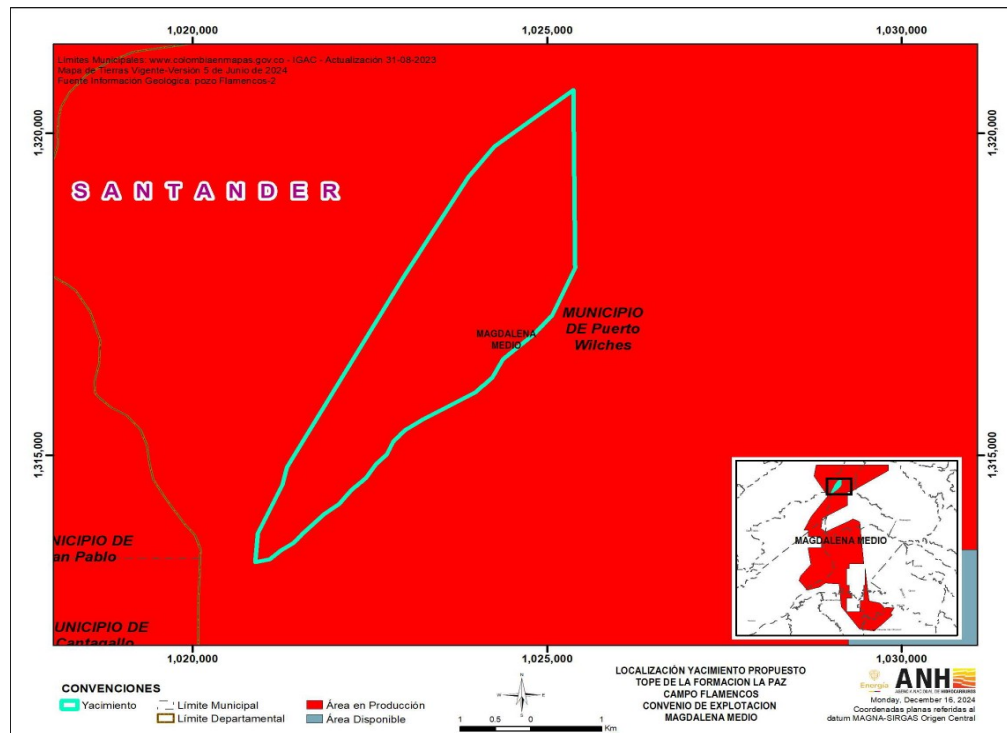 1,020,000
1,025,000
1,030,000
Límites Municipales: www.colombiaenmapas.gov.co - IGAC - Actualización 31-08-2023
Mapa de Tierras Vigente-Versión 5 de Junio de 2024
Fuente Información Geológica: pozo Flamencos-2
1,320,000
1,320,000
SANTANDER
MUNICIPIO
DE Puerto
Wilches
MAGDALENA
MEDIO
1,315,000
1,315,000
NICIPIO DE
an Pablo
UNICIPIO DE
Cantagallo
MAGDALENA MEDIO
1,020,000
1,025,000
1,030,000
CONVENCIONES
Yacimiento
Límite Municipal
Límite Departamental
Área en Producción
Área Disponible
1 0.5 0 1
Km
LOCALIZACIÓN YACIMIENTO PROPUESTO
TOPE DE LA FORMACION LA PAZ
CAMPO FLAMENCOS
CONVENIO DE EXPLOTACION
MAGDALENA MEDIO
Energía
ANH
AGENCIA NACIONAL DE HIDROCARBUROS
Monday, December 16, 2024
Coordenadas planas referidas al
datum MAGNA-SIRGAS Origen Central